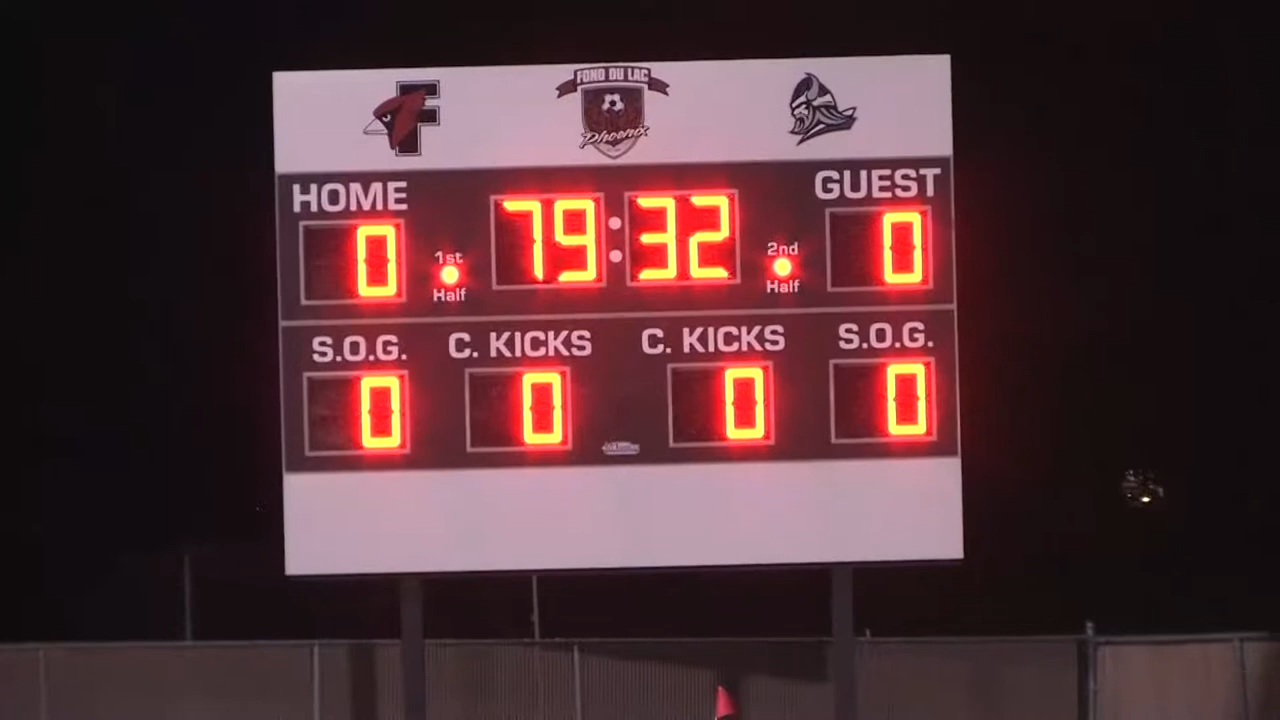 FOND DU LAC
Phoenix
F
HOME
GUEST
0
79:32
0
1st
Half
2nd
Half
S.O.G.
C. KICKS
C. KICKS
S.O.G.
0
0
0
0